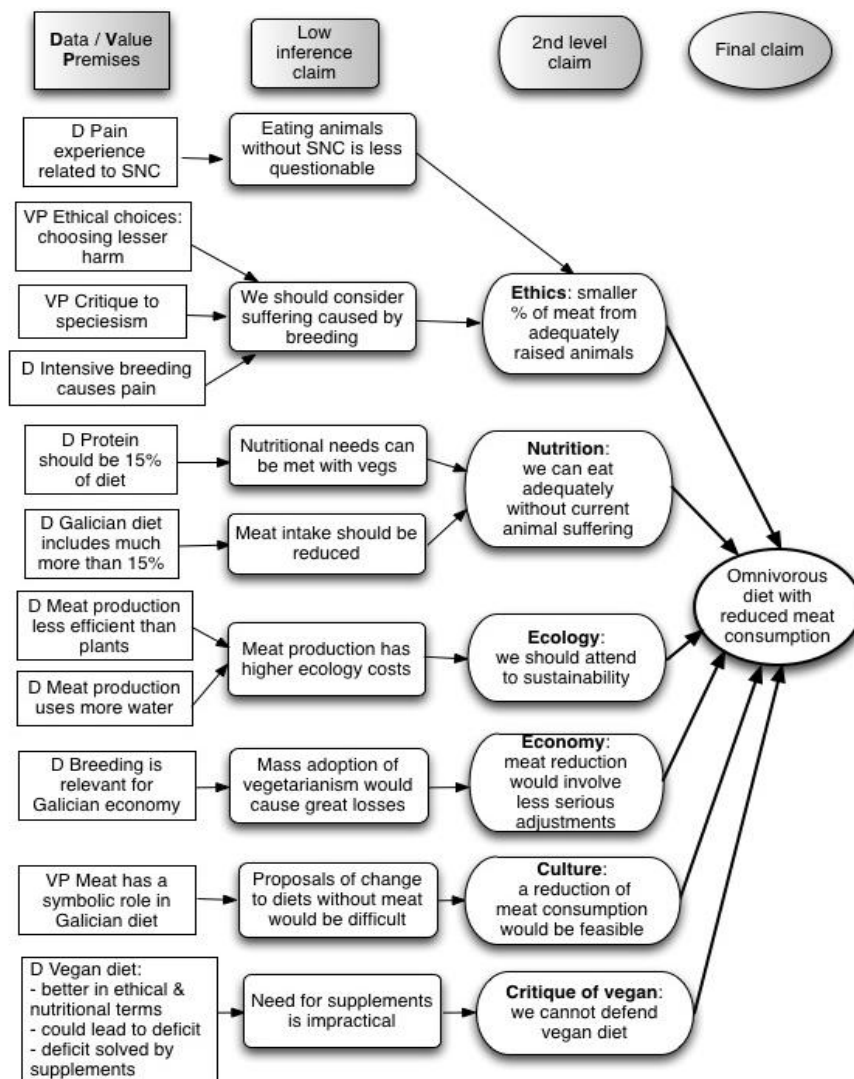 Data / Value
Premises
Low
inference
claim
2nd level
claim
Final claim
D Pain
experience
related to SNC
Eating animals
without SNC is less
questionable
VP Ethical choices:
choosing lesser
harm
VP Critique to
speciesism
We should consider
suffering caused by
breeding
Ethics: smaller
% of meat from
adequately
raised animals
D Intensive breeding
causes pain
D Protein
should be 15%
of diet
Nutritional needs can
be met with vegs
Nutrition:
we can eat
adequately
without current
animal suffering
D Galician diet
includes much
more than 15%
Meat intake should be
reduced
Omnivorous
diet with
reduced meat
consumption
D Meat production
less efficient than
plants
Meat production has
higher ecology costs
Ecology:
we should attend
to sustainability
D Meat production
uses more water
D Breeding is
relevant for
Galician economy
Mass adoption of
vegetarianism would
cause great losses
Economy:
meat reduction
would involve
less serious
adjustments
VP Meat has a
symbolic role in
Galician diet
Proposals of change
to diets without meat
would be difficult
Culture:
a reduction of
meat consumption
would be feasible
D Vegan diet:
- better in ethical &
nutritional terms
- could lead to deficit
- deficit solved by
supplements
Need for supplements
is impractical
Critique of vegan:
we cannot defend
vegan diet